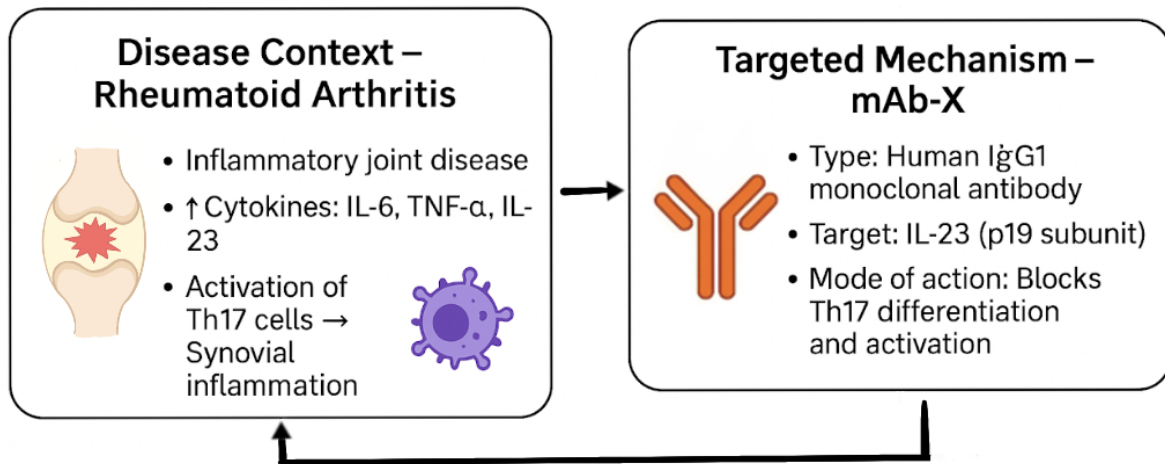 Disease Context –
Rheumatoid Arthritis
• Inflammatory joint disease
• ↑ Cytokines: IL-6, TNF-α, IL-
23
• Activation of
Th17 cells →
Synovial
inflammation
Targeted Mechanism –
mAb-X
• Type: Human IġG1
monoclonal antibody
• Target: IL-23 (p19 subunit)
• Mode of action: Blocks
Th17 differentiation
and activation